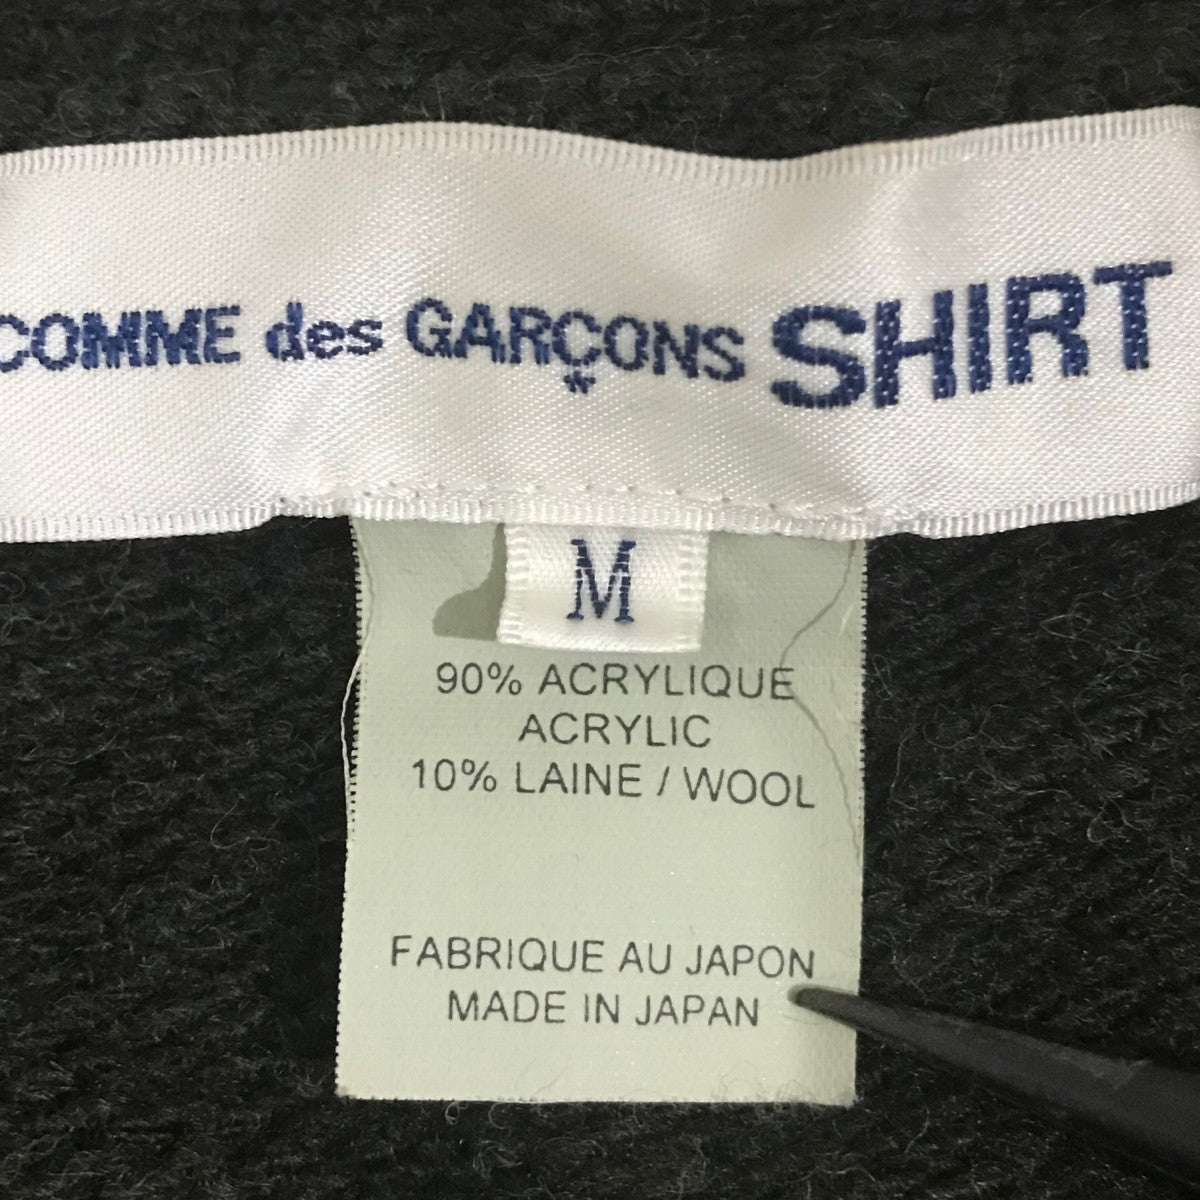 COMME des GARÇONS SHIRT
M
90% ACRYLIQUE
ACRYLIC
10% LAINE / WOOL
FABRIQUE AU JAPON
MADE IN JAPAN